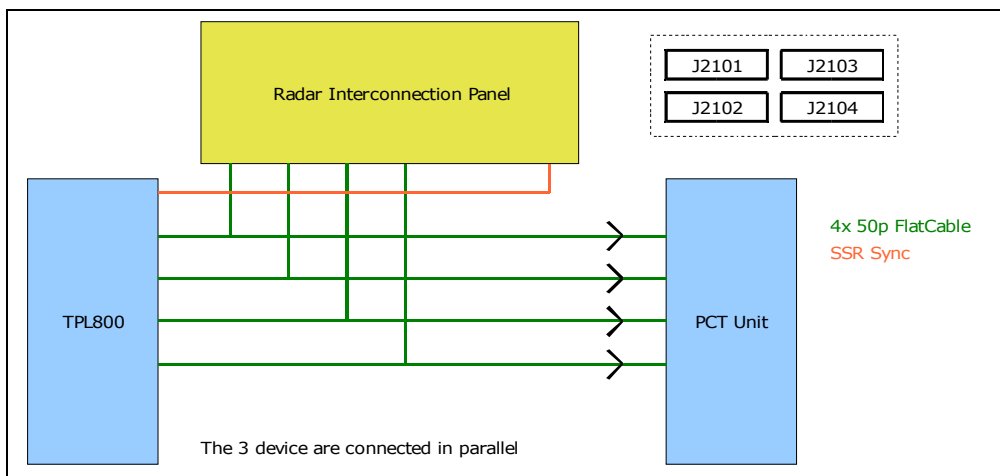 Radar Interconnection Panel
J2101
J2103
J2102
J2104
TPL800
PCT Unit
4x 50p FlatCable
SSR Sync
The 3 device are connected in parallel